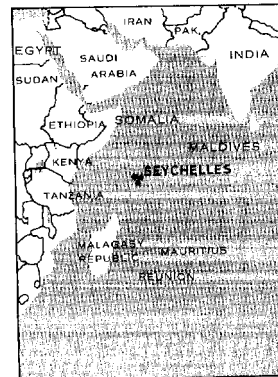 IRAN
PAK.
EGYPT
SAUDI
ARABIA
INDIA
SUDAN
ETHIOPIA
SOMALIA
MALDIVES
KENYA
SEYCHELLES
TANZANIA
MALAGASY
REPUBLIC
MAURITIUS
REUNION